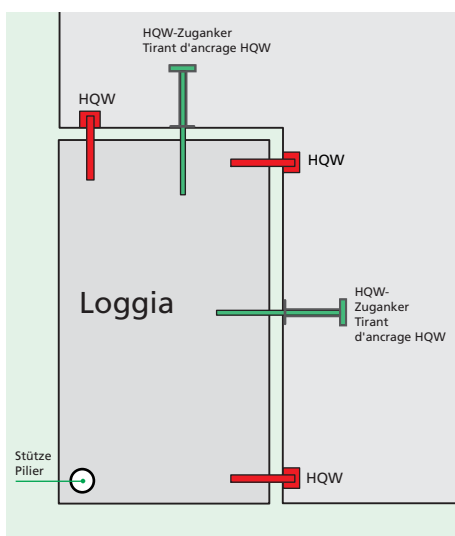 HQW-Zuganker
Tirant d'ancrage HQW
HQW
HQW
HQW-
Zuganker
Tirant
d'ancrage HQW
Loggia
Stütze
Pilier
HQW